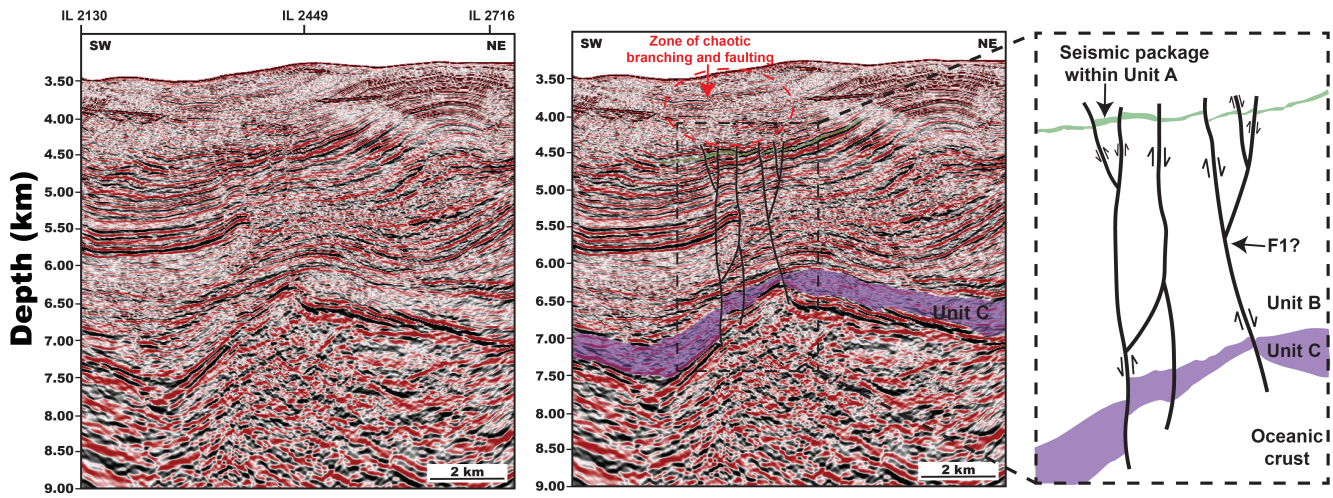 IL 2130
IL 2449
IL 2716
SW
NE
3.50
4.00
4.50
5.00
5.50
6.00
6.50
7.00
7.50
8.00
8.50
9.00
Depth (km)
2 km
SW
NE
Zone of chaotic
branching and faulting
3.50
4.00
4.50
5.00
5.50
6.00
6.50
7.00
7.50
8.00
8.50
9.00
Unit C
2 km
Seismic package
within Unit A
F1?
Unit B
Unit C
Oceanic
crust